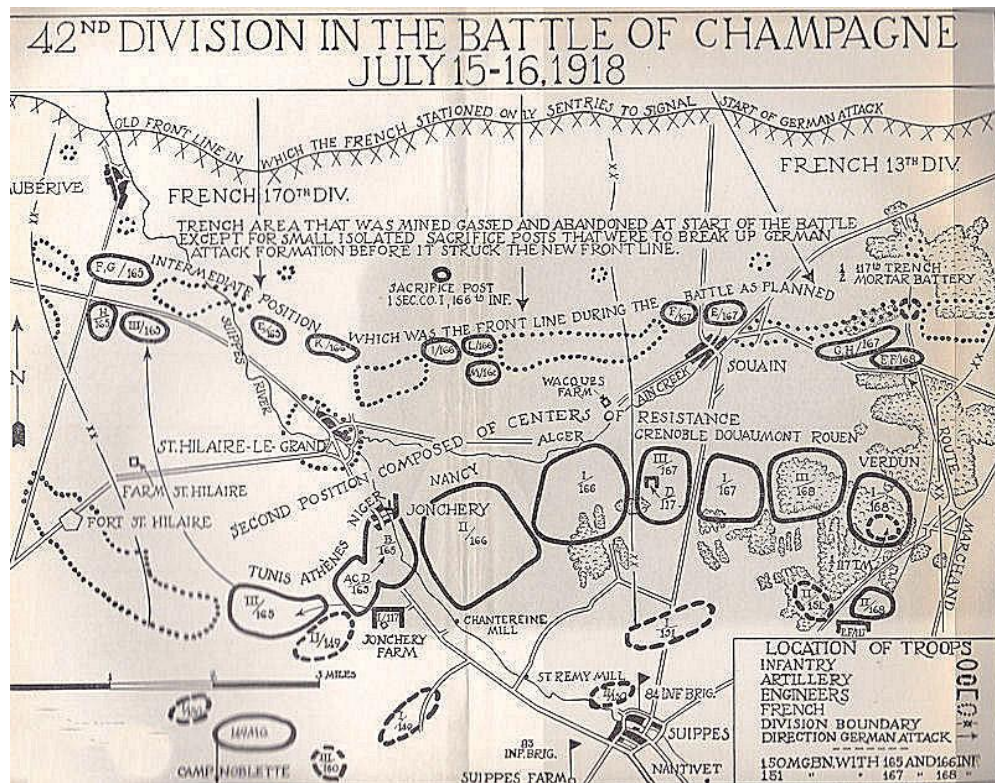 42ND DIVISION IN THE BATTLE OF CHAMPAGNE
JULY 15-16, 1918
OLD FRONT LINE IN WHICH THE FRENCH STATIONED ONLY SENTRIES TO SIGNAL START OF GERMAN ATTACK
AUBÉRIVE
FRENCH 170TH DIV.
FRENCH 13TH DIV.
TRENCH AREA THAT WAS MINED GASSED AND ABANDONED AT START OF THE BATTLE
EXCEPT FOR SMALL ISOLATED SACRIFICE POSTS THAT WERE TO BREAK UP GERMAN
ATTACK FORMATION BEFORE IT STRUCK THE NEW FRONT LINE.
1 117th TRENCH
2 MORTAR BATTERY
SACRIFICE POST
1 SEC. CO. I, 166th INF.
INTERMEDIATE POSITION WHICH WAS THE FRONT LINE DURING THE BATTLE AS PLANNED
F,G/165
H 165
III/165
E/165
K/166
I/166
L/166
M/166
F/167
E/167
G H/167
E F/168
SUIPPES RIVER
N
SOUAIN
WACQUES FARM
AIN CREEK
ROUTE MARCHAND
ST. HILAIRE-LE-GRAND
FARM ST. HILAIRE
FORT ST. HILAIRE
SECOND POSITION COMPOSED OF CENTERS OF RESISTANCE
TUNIS ATHÉNES NIGER JONCHERY NANCY ALGER GRENOBLE DOUAUMONT ROUEN VERDUN
III/165
A C D 165
B 165
II/166
I/166
III 167
D 117
I/167
III 168
I 168
117 T.M.
II 151
II/168
E F/117
I/117
JONCHERY FARM
II/149
CHANTEREINE MILL
I/151
ST REMY MILL
84 INF BRIG.
SUIPPES
NANTIVET
83 INF. BRIG.
SUIPPES FARM
I/149
149 M.G.
CAMP NOBLETTE
3 MILES
LOCATION OF TROOPS
INFANTRY
ARTILLERY
ENGINEERS
FRENCH
DIVISION BOUNDARY -XX-
DIRECTION GERMAN ATTACK
150 M G BN. WITH 165 AND 166 INF
151 " " 167 " 168 "